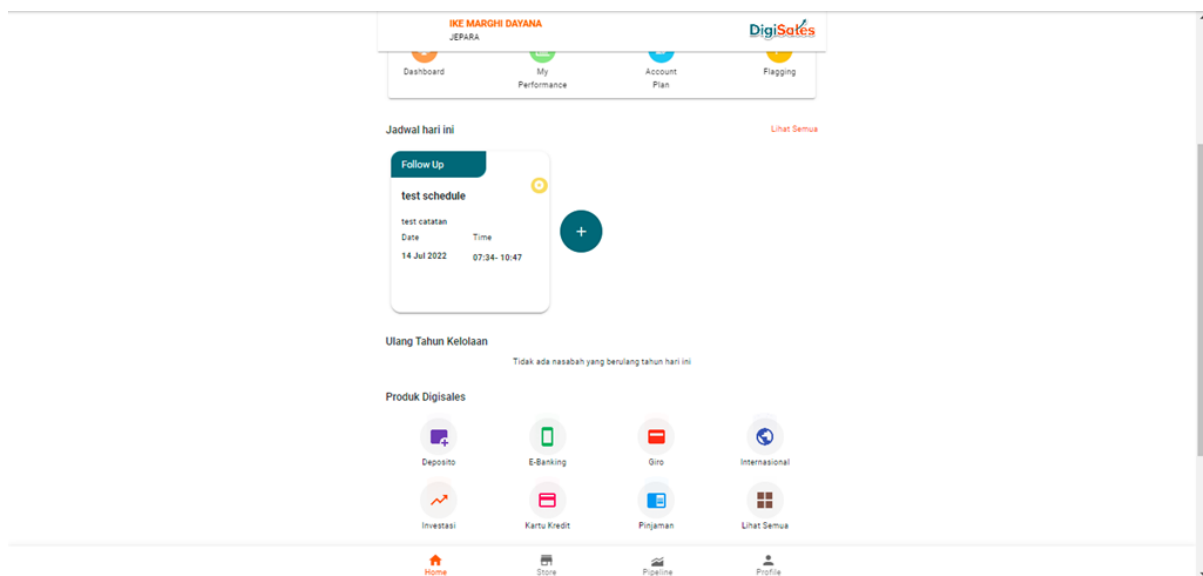 IKE MARGHI DAYANA
JEPARA
DigiSales
Dashboard
My
Performance
Account
Plan
Flagging
Jadwal hari ini
Lihat Semua
Follow Up
test schedule
test catatan
Date Time
14 Jul 2022 07:34- 10:47
+
Ulang Tahun Kelolaan
Tidak ada nasabah yang berulang tahun hari ini
Produk Digisales
Deposito E-Banking Giro Internasional
Investasi Kartu Kredit Pinjaman Lihat Semua
Home Store Pipeline Profile